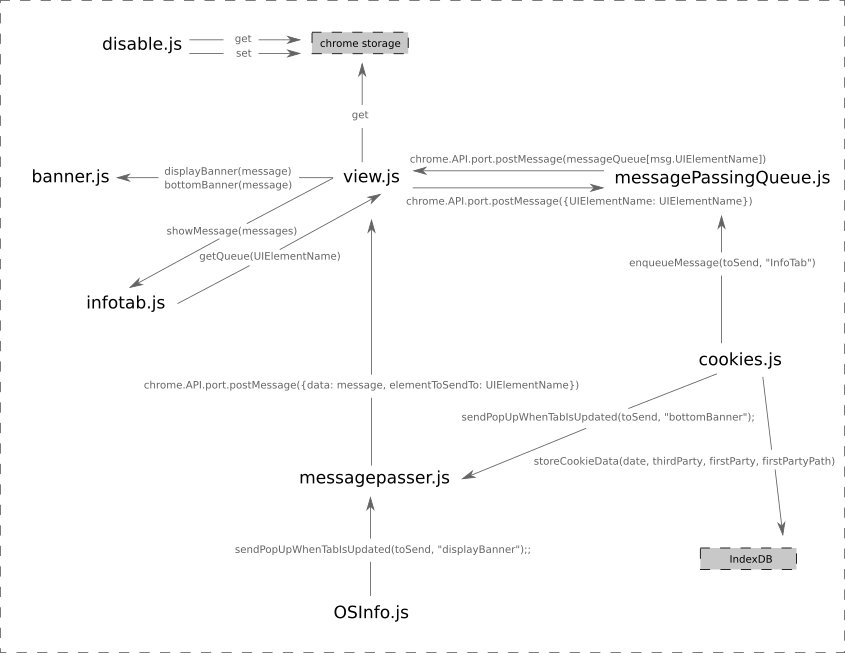 disable.js
get
set
chrome storage
get
banner.js
displayBanner(message)
bottomBanner(message)
view.js
chrome.API.port.postMessage(messageQueue[msg.UIElementName])
messagePassingQueue.js
chrome.API.port.postMessage({UIElementName: UIElementName})
showMessage(messages)
getQueue(UIElementName)
enqueueMessage(toSend, "InfoTab")
infotab.js
cookies.js
chrome.API.port.postMessage({data: message, elementToSendTo: UIElementName})
sendPopUpWhenTabIsUpdated(toSend, "bottomBanner");
storeCookieData(date, thirdParty, firstParty, firstPartyPath)
messagepasser.js
sendPopUpWhenTabIsUpdated(toSend, "displayBanner");;
IndexDB
OSInfo.js